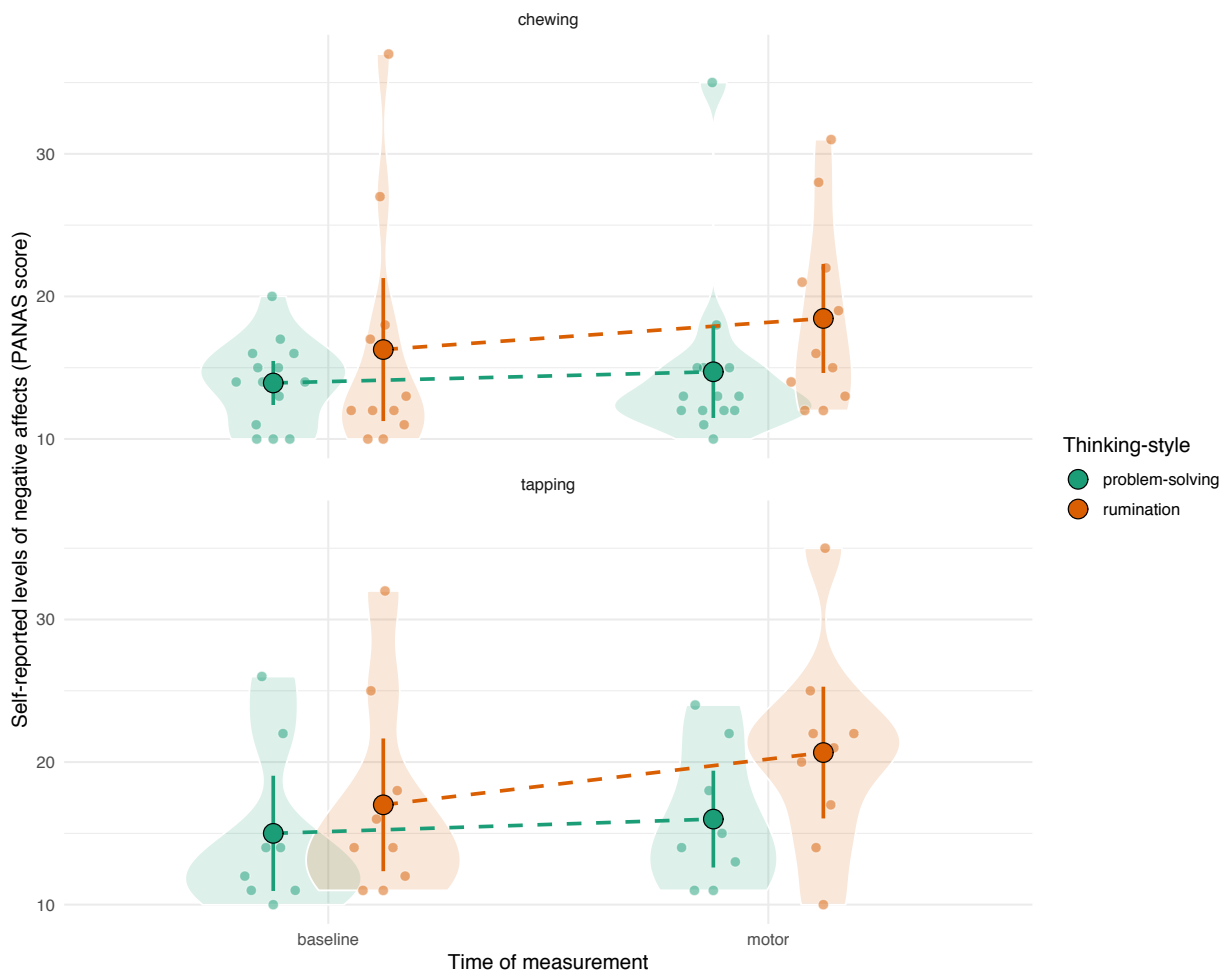 chewing
30
20
10
tapping
30
20
10
baseline
motor
Time of measurement
Self-reported levels of negative affects (PANAS score)
Thinking-style
problem-solving
rumination